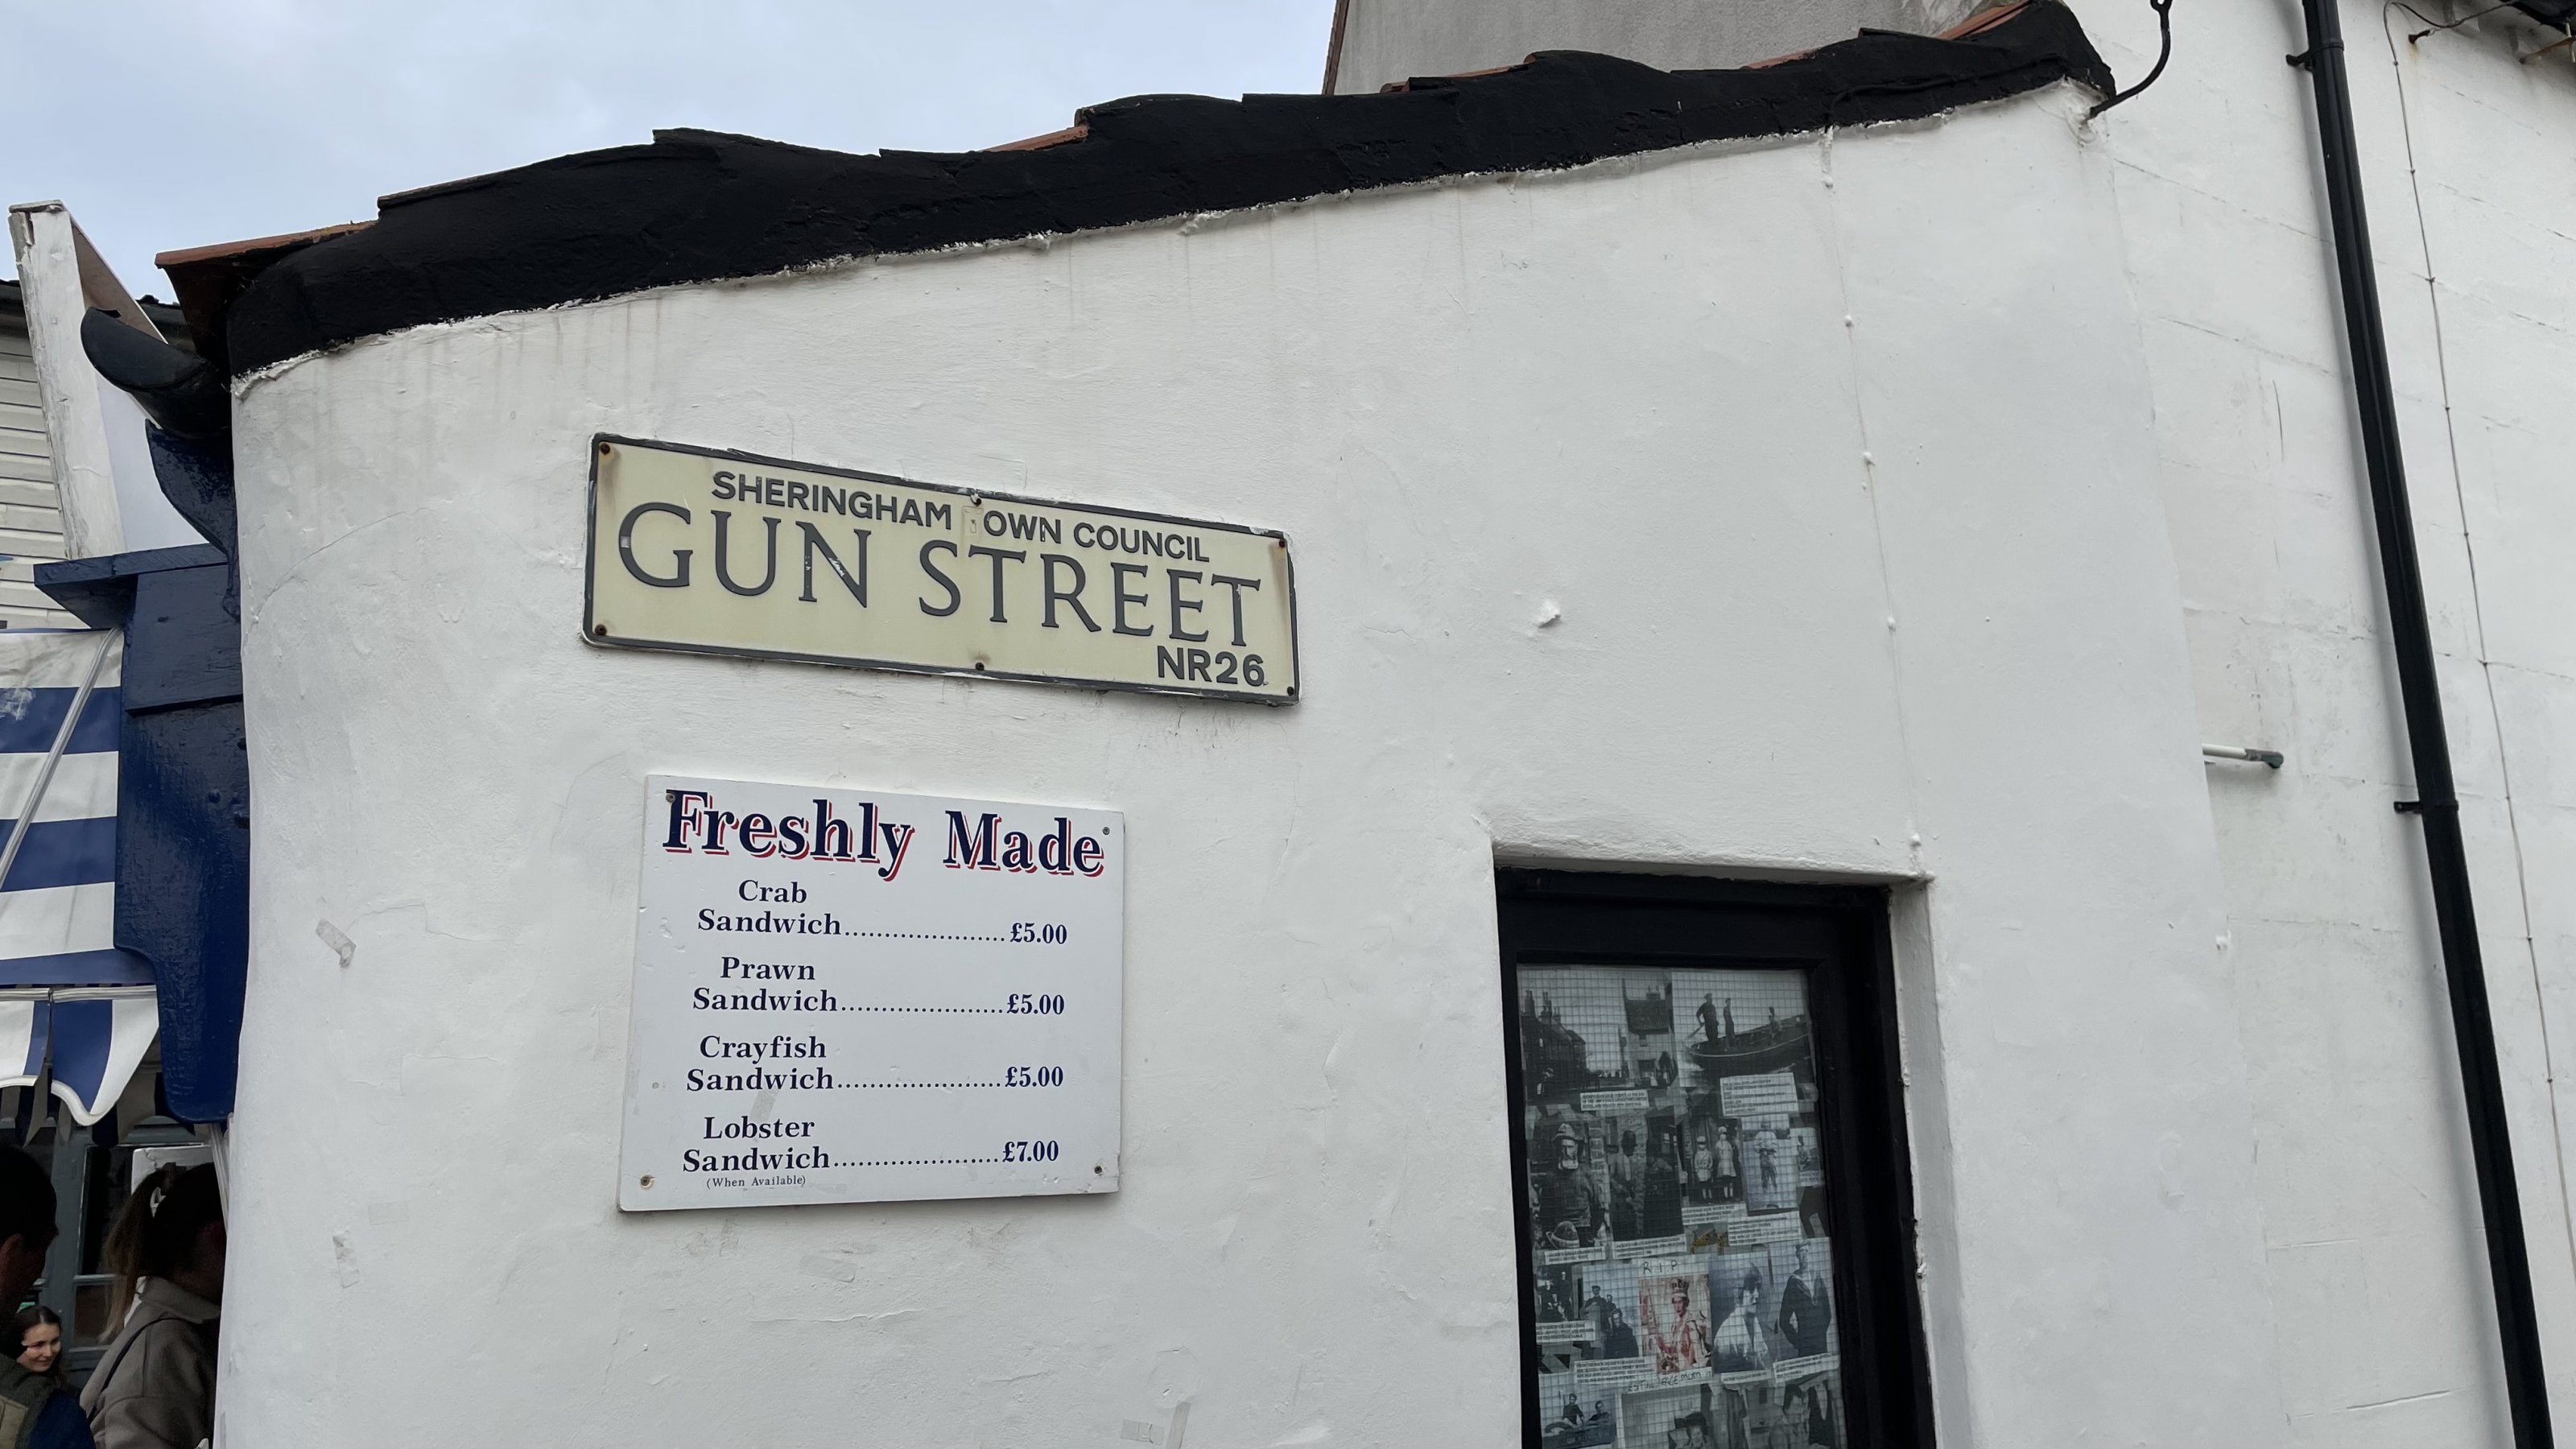 SHERINGHAM OWN COUNCIL
GUN STREET
NR26
Freshly Made
Crab
Sandwich.....................£5.00
Prawn
Sandwich.....................£5.00
Crayfish
Sandwich.....................£5.00
Lobster
Sandwich.....................£7.00
(When Available)
R I P